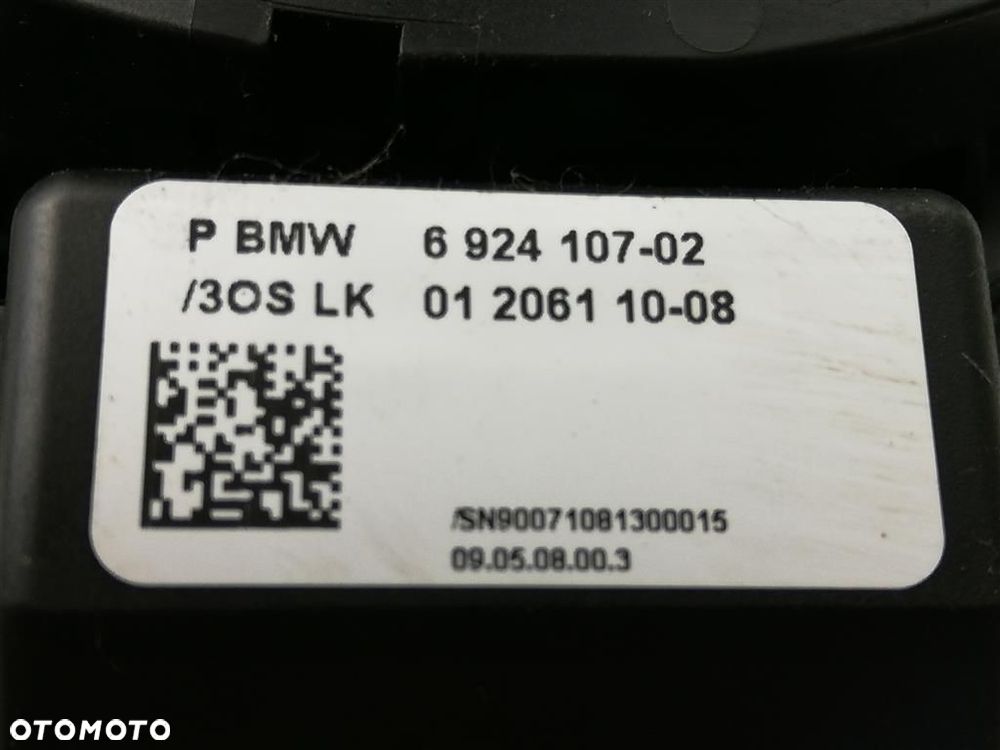 P BMW 6 924 107-02
/3OS LK 01 2061 10-08
/SN90071081300015
09.05.08.00.3
OTOMOTO